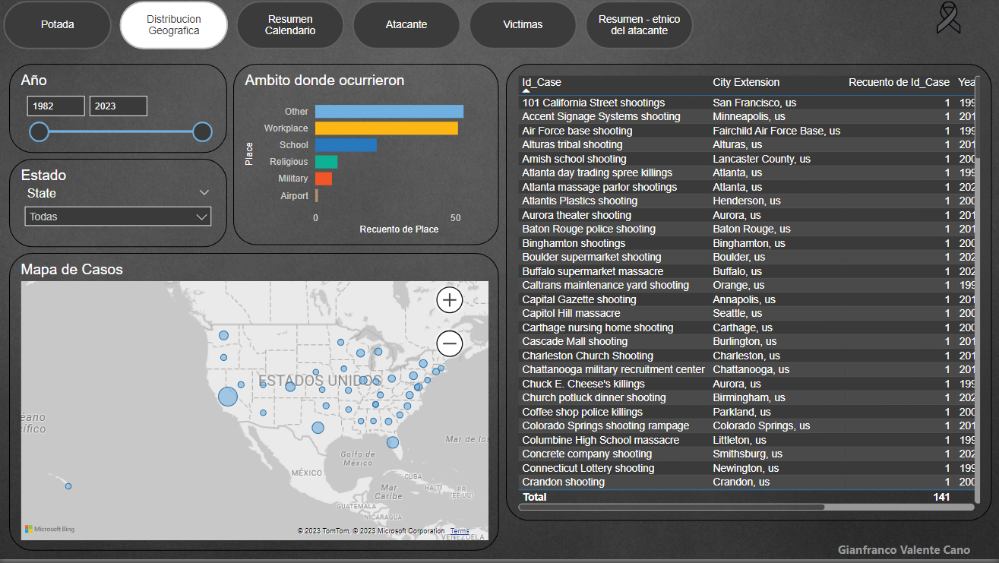 Potada
Distribucion
Geografica
Resumen
Calendario
Atacante
Victimas
Resumen - etnico
del atacante
Año
1982
2023
Estado
State
Todas
Ambito donde ocurrieron
Place
Other
Workplace
School
Religious
Military
Airport
0
50
Recuento de Place
Mapa de Casos
ESTADOS UNIDOS
éano
cífico
Mar de los
Golfo de
México
MÉXICO
CUBA
HAITÍ
PR
(EE UU)
Mar
Caribe
GUATEMALA
NICARAGUA
VENEZUELA
Microsoft Bing
© 2023 TomTom, © 2023 Microsoft Corporation Terms
Id_Case City Extension Recuento de Id_Case Yea
101 California Street shootings San Francisco, us 1 199
Accent Signage Systems shooting Minneapolis, us 1 201
Air Force base shooting Fairchild Air Force Base, us 1 199
Alturas tribal shooting Alturas, us 1 201
Amish school shooting Lancaster County, us 1 200
Atlanta day trading spree killings Atlanta, us 1 199
Atlanta massage parlor shootings Atlanta, us 1 202
Atlantis Plastics shooting Henderson, us 1 200
Aurora theater shooting Aurora, us 1 201
Baton Rouge police shooting Baton Rouge, us 1 201
Binghamton shootings Binghamton, us 1 200
Boulder supermarket shooting Boulder, us 1 202
Buffalo supermarket massacre Buffalo, us 1 202
Caltrans maintenance yard shooting Orange, us 1 199
Capital Gazette shooting Annapolis, us 1 201
Capitol Hill massacre Seattle, us 1 200
Carthage nursing home shooting Carthage, us 1 200
Cascade Mall shooting Burlington, us 1 201
Charleston Church Shooting Charleston, us 1 201
Chattanooga military recruitment center Chattanooga, us 1 201
Chuck E. Cheese's killings Aurora, us 1 199
Church potluck dinner shooting Birmingham, us 1 202
Coffee shop police killings Parkland, us 1 200
Colorado Springs shooting rampage Colorado Springs, us 1 201
Columbine High School massacre Littleton, us 1 199
Concrete company shooting Smithsburg, us 1 202
Connecticut Lottery shooting Newington, us 1 199
Crandon shooting Crandon, us 1 200
Total 141
Gianfranco Valente Cano